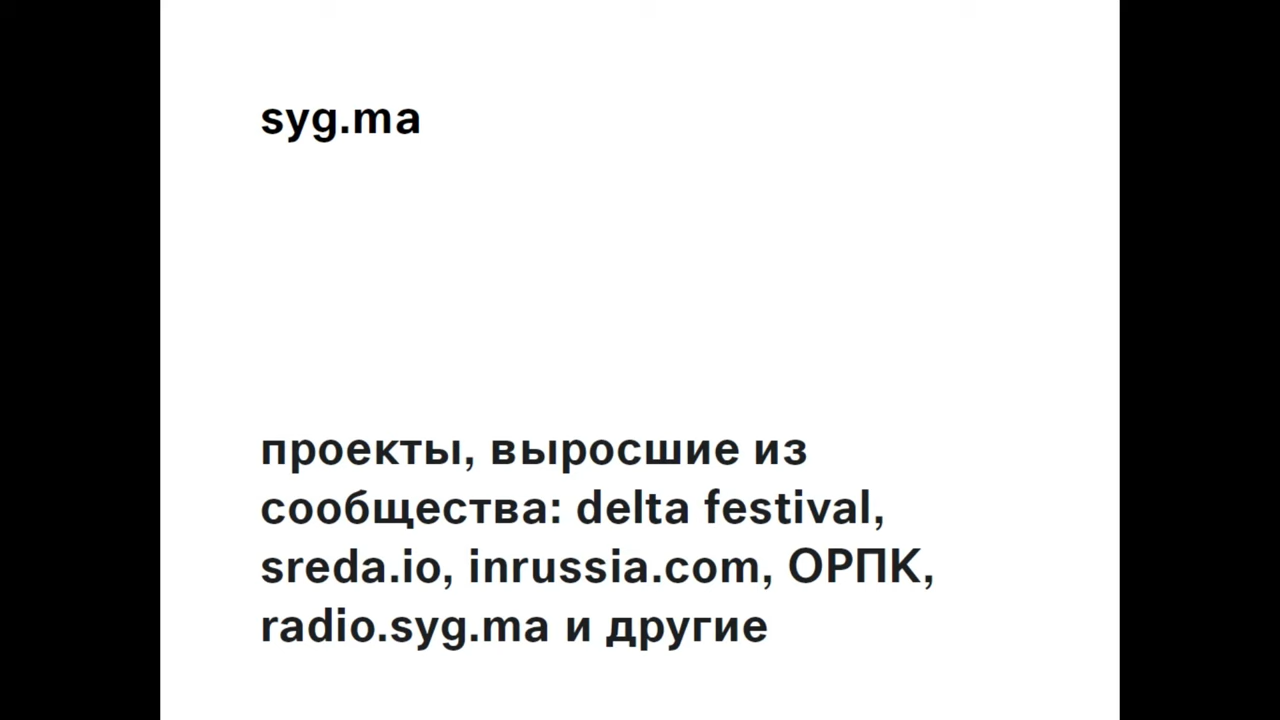 syg.ma
проекты, выросшие из
сообщества: delta festival,
sreda.io, inrussia.com, ОРПК,
radio.syg.ma и другие